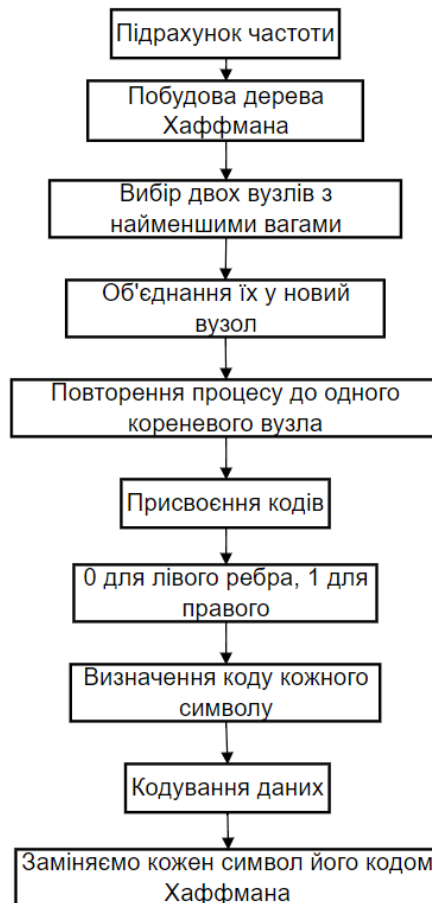 Підрахунок частоти
Побудова дерева
Хаффмана
Вибір двох вузлів з
найменшими вагами
Об'єднання їх у новий
вузол
Повторення процесу до одного
кореневого вузла
Присвоєння кодів
0 для лівого ребра, 1 для
правого
Визначення коду кожного
символу
Кодування даних
Заміняємо кожен символ його кодом
Хаффмана